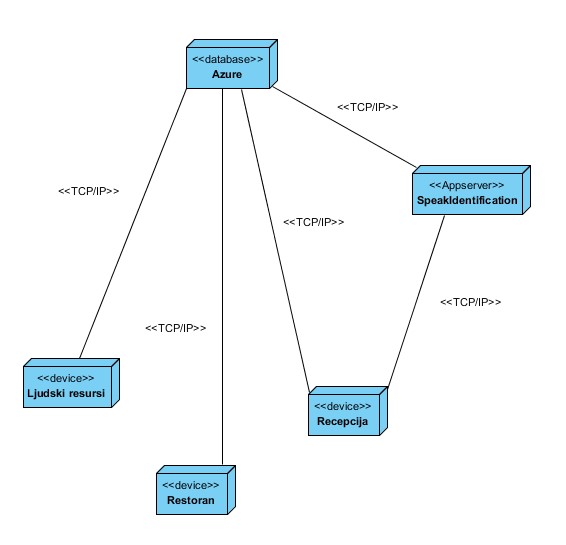 <<database>>
Azure
<<TCP/IP>>
<<Appserver>>
SpeakIdentification
<<TCP/IP>>
<<TCP/IP>>
<<TCP/IP>>
<<TCP/IP>>
<<device>>
Ljudski resursi
<<device>>
Recepcija
<<device>>
Restoran